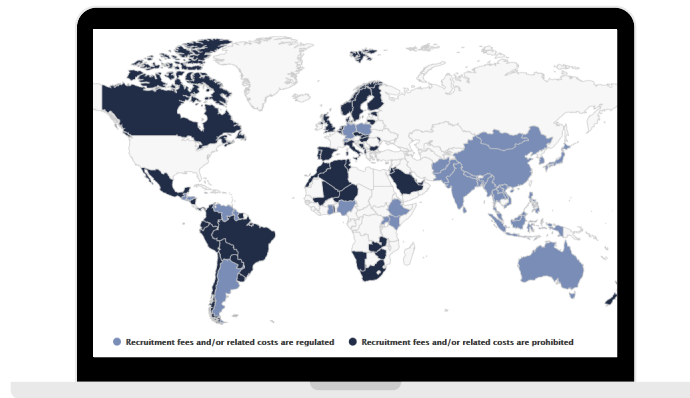 Recruitment fees and/or related costs are regulated Recruitment fees and/or related costs are prohibited